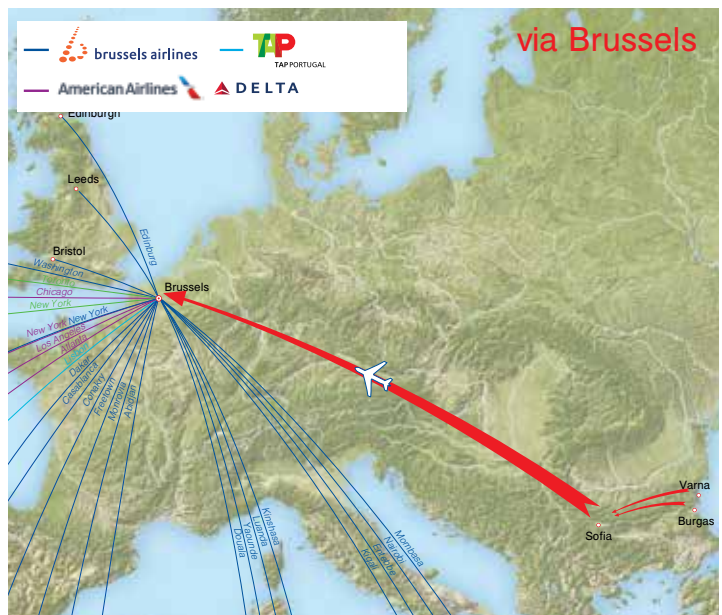 via Brussels
brussels airlines
TAP
TAP PORTUGAL
American Airlines
DELTA
Edinburgh
Leeds
Edinburg
Bristol
Washington
Brussels
Chicago
New York
New York
New York
Los Angeles
Atlanta
Dakar
Casablanca
Conakry
Freetown
Monrovia
Abidjan
Varna
Burgas
Sofia
Kinshasa
Luanda
Yaounde
Douala
Mombasa
Nairobi
Entebbe
Kigali